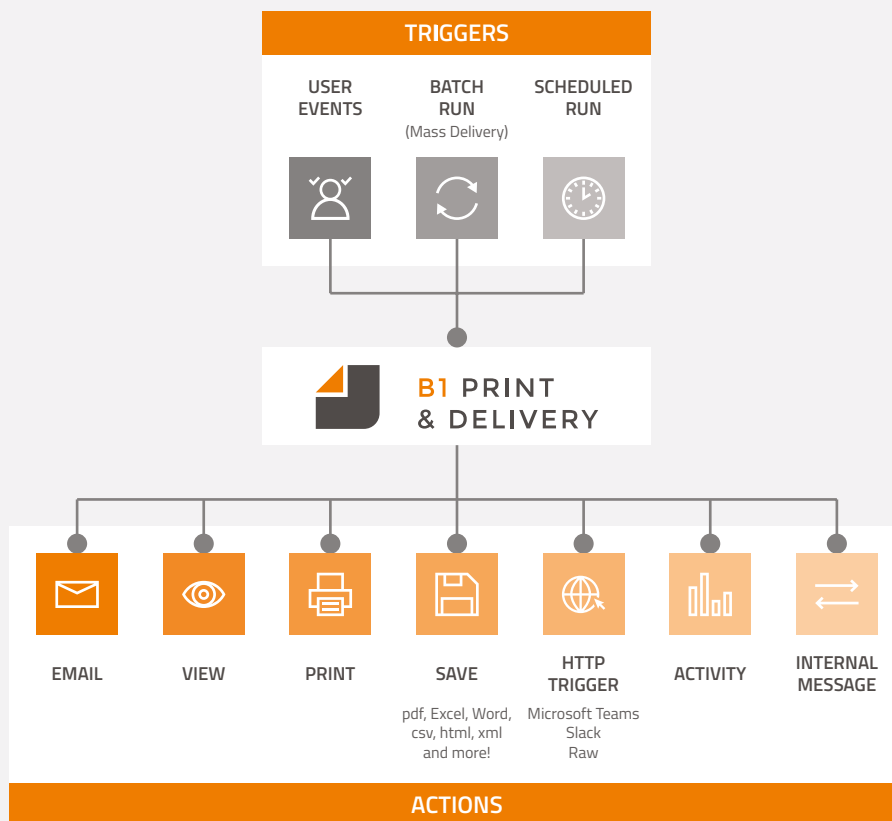 TRIGGERS
USER
EVENTS
BATCH
RUN
(Mass Delivery)
SCHEDULED
RUN
B1 PRINT
& DELIVERY
EMAIL
VIEW
PRINT
SAVE
pdf, Excel, Word,
csv, html, xml
and more!
HTTP
TRIGGER
Microsoft Teams
Slack
Raw
ACTIVITY
INTERNAL
MESSAGE
ACTIONS